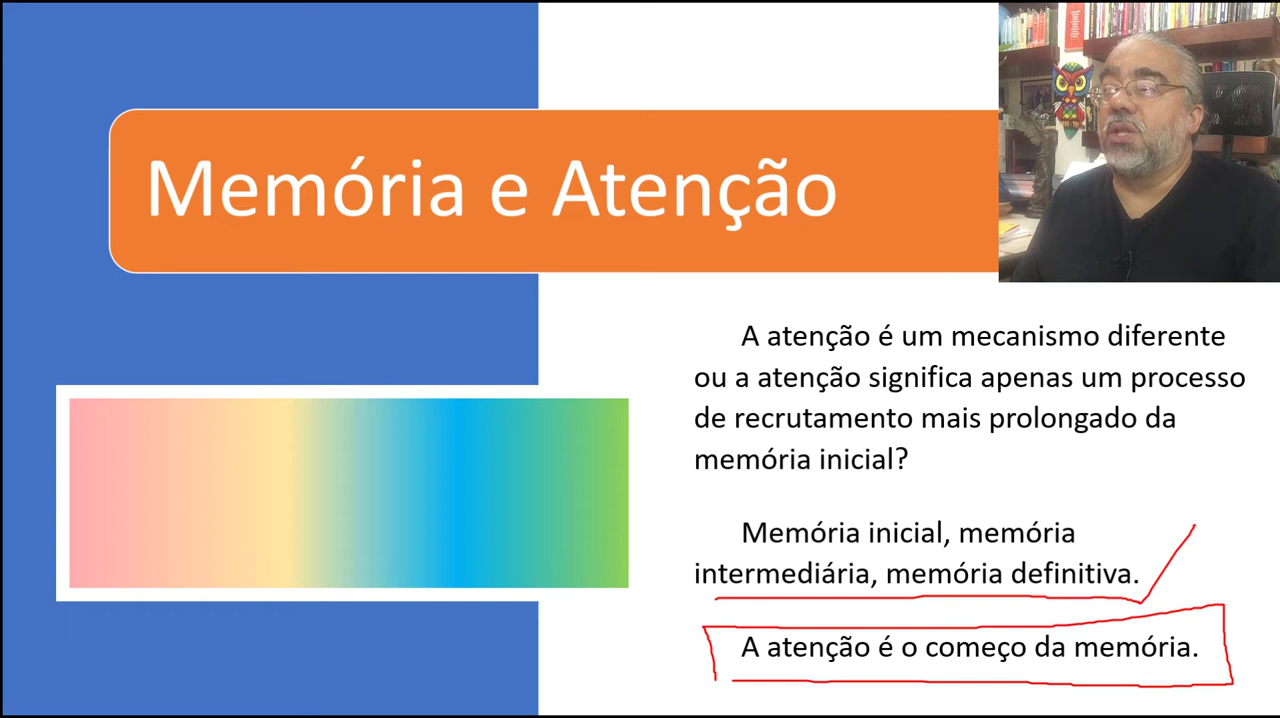 Memória e Atenção
A atenção é um mecanismo diferente
ou a atenção significa apenas um processo
de recrutamento mais prolongado da
memória inicial?
Memória inicial, memória
intermediária, memória definitiva.
A atenção é o começo da memória.